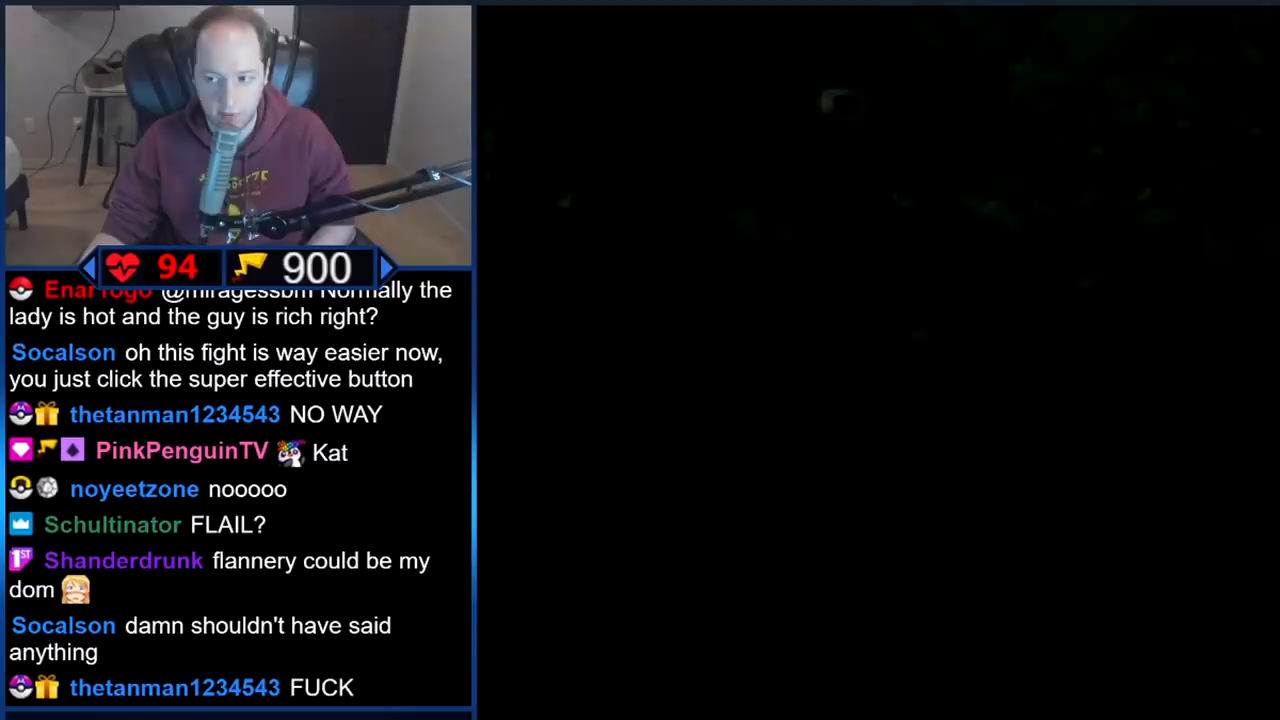 94
900
EnarTogo @miragessbm Normally the
lady is hot and the guy is rich right?
Socalson oh this fight is way easier now,
you just click the super effective button
thetanman1234543 NO WAY
PinkPenguinTV Kat
noyeetzone nooooo
Schultinator FLAIL?
1ST Shanderdrunk flannery could be my
dom
Socalson damn shouldn't have said
anything
thetanman1234543 FUCK